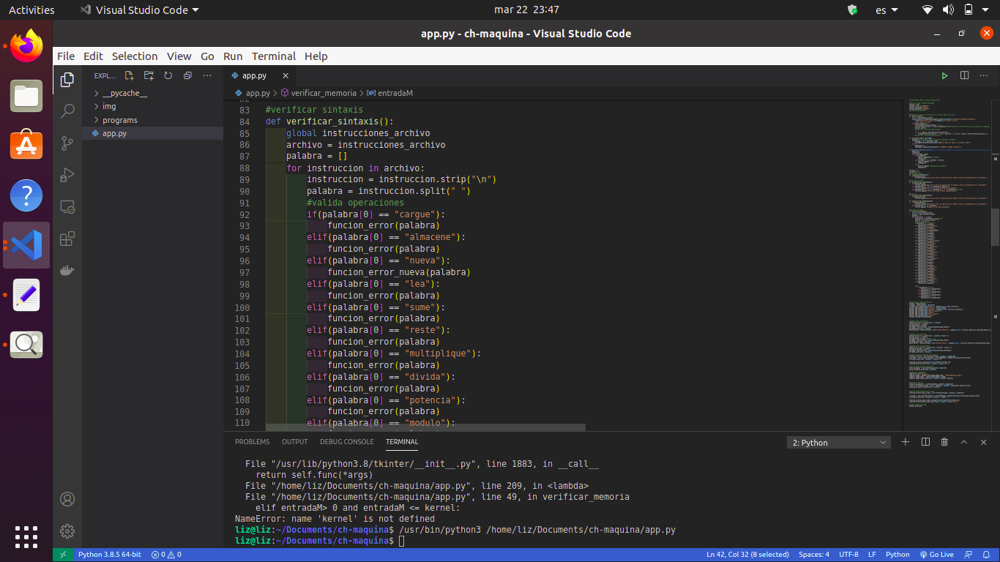 Activities
Visual Studio Code
mar 22 23:47
es
app.py - ch-maquina - Visual Studio Code
File Edit Selection View Go Run Terminal Help
EXPL...
__pycache__
img
programs
app.py
app.py
app.py > verificar_memoria > entradaM
83 #verificar sintaxis
84 def verificar_sintaxis():
85 global instrucciones_archivo
86 archivo = instrucciones_archivo
87 palabra = []
88 for instruccion in archivo:
89 instruccion = instruccion.strip("\n")
90 palabra = instruccion.split(" ")
91 #valida operaciones
92 if(palabra[0] == "cargue"):
93 funcion_error(palabra)
94 elif(palabra[0] == "almacene"):
95 funcion_error(palabra)
96 elif(palabra[0] == "nueva"):
97 funcion_error_nueva(palabra)
98 elif(palabra[0] == "lea"):
99 funcion_error(palabra)
100 elif(palabra[0] == "sume"):
101 funcion_error(palabra)
102 elif(palabra[0] == "reste"):
103 funcion_error(palabra)
104 elif(palabra[0] == "multiplique"):
105 funcion_error(palabra)
106 elif(palabra[0] == "divida"):
107 funcion_error(palabra)
108 elif(palabra[0] == "potencia"):
109 funcion_error(palabra)
110 elif(palabra[0] == "modulo"):
PROBLEMS OUTPUT DEBUG CONSOLE TERMINAL
2: Python
File "/usr/lib/python3.8/tkinter/__init__.py", line 1883, in __call__
return self.func(*args)
File "/home/liz/Documents/ch-maquina/app.py", line 209, in <lambda>
File "/home/liz/Documents/ch-maquina/app.py", line 49, in verificar_memoria
elif entradaM> 0 and entradaM <= kernel:
NameError: name 'kernel' is not defined
liz@liz:~/Documents/ch-maquina$ /usr/bin/python3 /home/liz/Documents/ch-maquina/app.py
liz@liz:~/Documents/ch-maquina$
Python 3.8.5 64-bit
0 0
Ln 42, Col 32 (8 selected)
Spaces: 4
UTF-8
LF
Python
Go Live